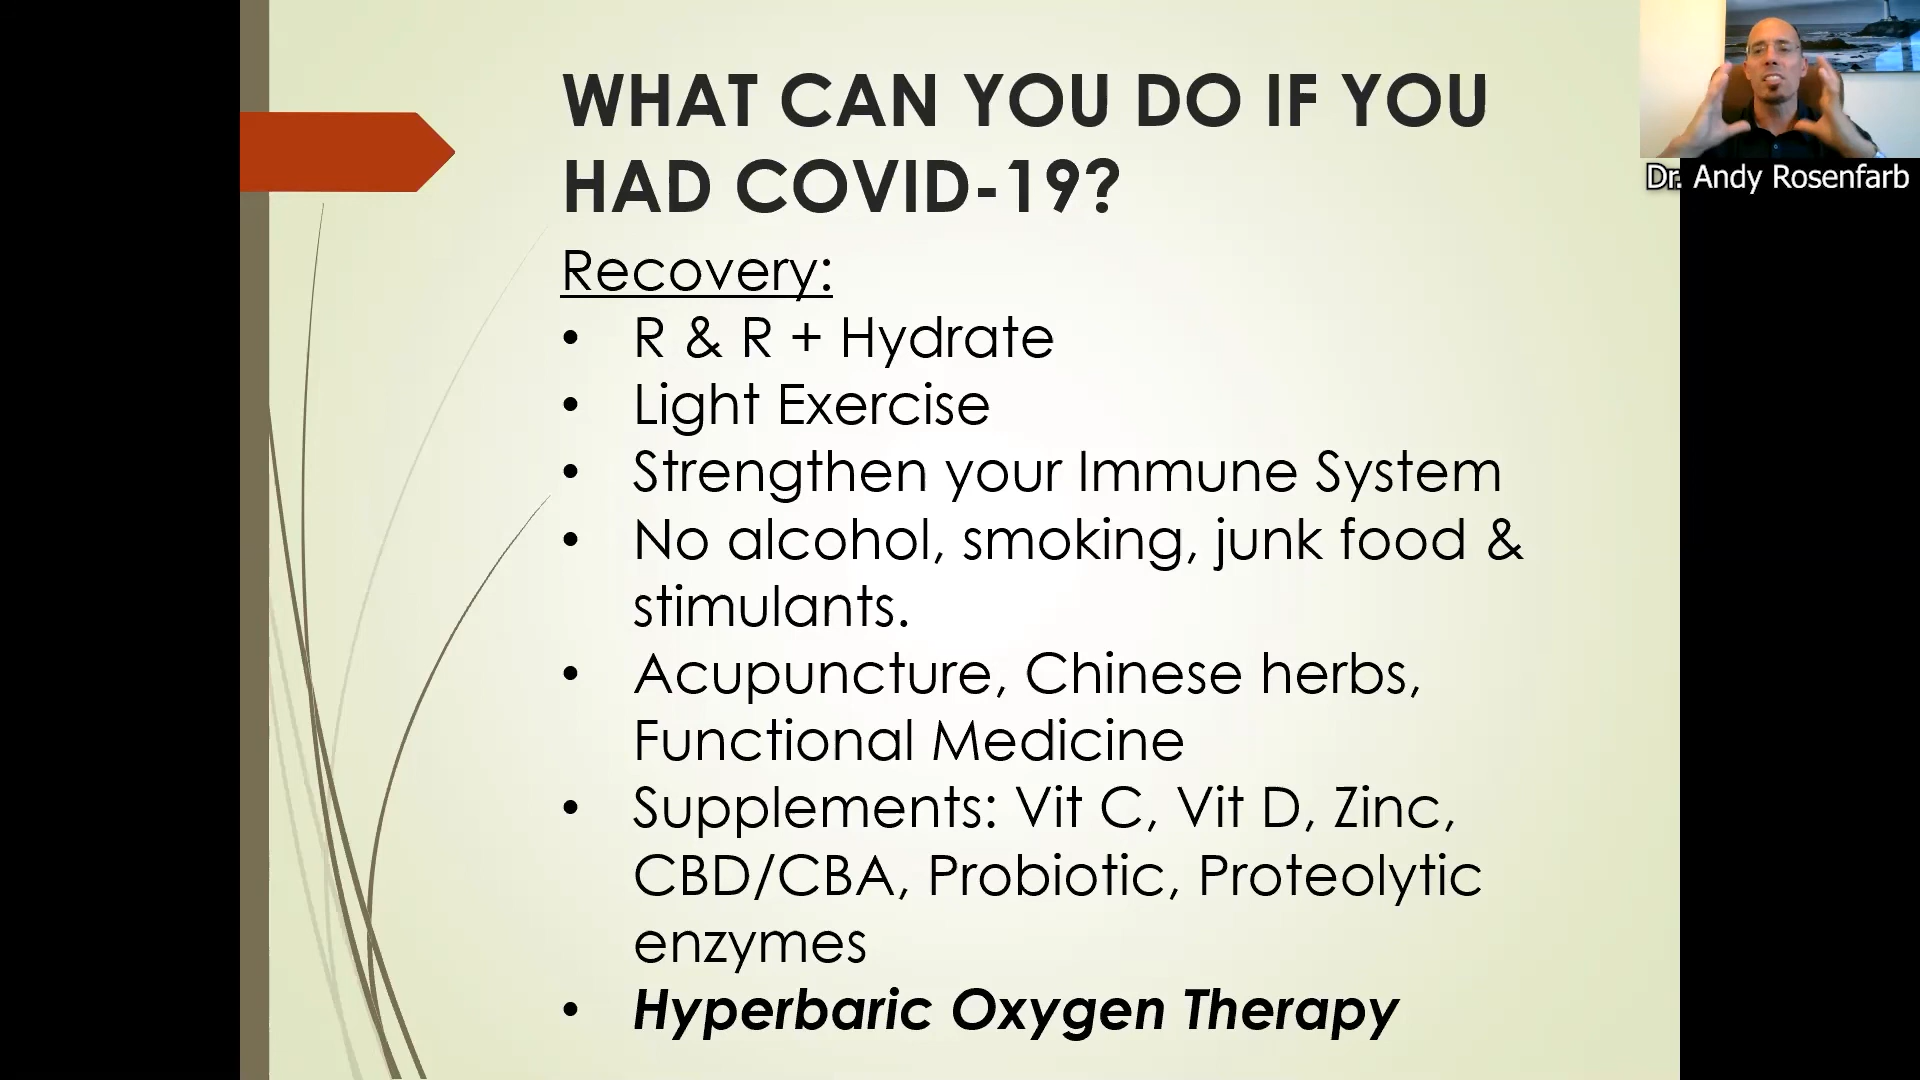 WHAT CAN YOU DO IF YOU
HAD COVID-19?
Dr. Andy Rosenfarb
Recovery:
• R & R + Hydrate
• Light Exercise
• Strengthen your Immune System
• No alcohol, smoking, junk food &
stimulants.
• Acupuncture, Chinese herbs,
Functional Medicine
• Supplements: Vit C, Vit D, Zinc,
CBD/CBA, Probiotic, Proteolytic
enzymes
• Hyperbaric Oxygen Therapy